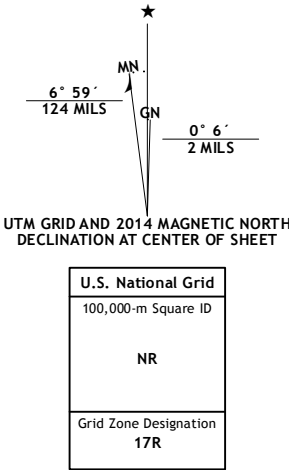 MN
6° 59´
124 MILS
GN
0° 6´
2 MILS
UTM GRID AND 2014 MAGNETIC NORTH
DECLINATION AT CENTER OF SHEET
U.S. National Grid
100,000-m Square ID
NR
Grid Zone Designation
17R